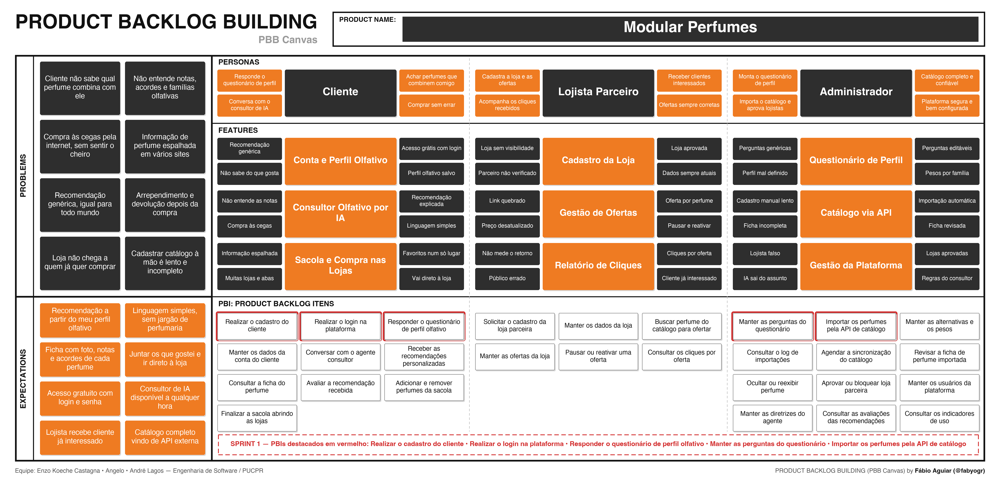 PRODUCT BACKLOG BUILDING
PBB Canvas
PRODUCT NAME:
Modular Perfumes
PROBLEMS
Cliente não sabe qual
perfume combina com
ele
Não entende notas,
acordes e famílias
olfativas
Compra às cegas pela
internet, sem sentir o
cheiro
Informação de
perfume espalhada
em vários sites
Recomendação
genérica, igual para
todo mundo
Arrependimento e
devolução depois da
compra
Loja não chega a
quem já quer comprar
Cadastrar catálogo à
mão é lento e
incompleto
EXPECTATIONS
Recomendação a
partir do meu perfil
olfativo
Linguagem simples,
sem jargão de
perfumaria
Ficha com foto, notas
e acordes de cada
perfume
Juntar os que gostei e
ir direto à loja
Acesso gratuito com
login e senha
Consultor de IA
disponível a qualquer
hora
Lojista recebe cliente
já interessado
Catálogo completo
vindo de API externa
PERSONAS
Responde o
questionário de perfil
Conversa com o
consultor de IA
Cliente
Achar perfumes que
combinem comigo
Comprar sem errar
Cadastra a loja e as
ofertas
Acompanha os cliques
recebidos
Lojista Parceiro
Receber clientes
interessados
Ofertas sempre corretas
Monta o questionário
de perfil
Importa o catálogo e
aprova lojistas
Administrador
Catálogo completo e
confiável
Plataforma segura e
bem configurada
FEATURES
Recomendação
genérica
Não sabe do que gosta
Conta e Perfil Olfativo
Acesso grátis com login
Perfil olfativo salvo
Loja sem visibilidade
Parceiro não verificado
Cadastro da Loja
Loja aprovada
Dados sempre atuais
Perguntas genéricas
Perfil mal definido
Questionário de Perfil
Perguntas editáveis
Pesos por família
Não entende as notas
Compra às cegas
Consultor Olfativo por
IA
Recomendação
explicada
Linguagem simples
Link quebrado
Preço desatualizado
Gestão de Ofertas
Oferta por perfume
Pausar e reativar
Cadastro manual lento
Ficha incompleta
Catálogo via API
Importação automática
Ficha revisada
Informação espalhada
Muitas lojas e abas
Sacola e Compra nas
Lojas
Favoritos num só lugar
Vai direto à loja
Não mede o retorno
Público errado
Relatório de Cliques
Cliques por oferta
Cliente já interessado
Lojista falso
IA sai do assunto
Gestão da Plataforma
Lojas aprovadas
Regras do consultor
PBI: PRODUCT BACKLOG ITENS
Realizar o cadastro do
cliente
Realizar o login na
plataforma
Responder o questionário
de perfil olfativo
Manter os dados da
conta do cliente
Conversar com o agente
consultor
Receber as
recomendações
personalizadas
Consultar a ficha do
perfume
Avaliar a recomendação
recebida
Adicionar e remover
perfumes da sacola
Finalizar a sacola abrindo
as lojas
Solicitar o cadastro da
loja parceira
Manter os dados da loja
Buscar perfume do
catálogo para ofertar
Manter as ofertas da loja
Pausar ou reativar uma
oferta
Consultar os cliques por
oferta
Manter as perguntas do
questionário
Importar os perfumes
pela API de catálogo
Manter as alternativas e
os pesos
Consultar o log de
importações
Agendar a sincronização
do catálogo
Revisar a ficha de
perfume importada
Ocultar ou reexibir
perfume
Aprovar ou bloquear loja
parceira
Manter os usuários da
plataforma
Manter as diretrizes do
agente
Consultar as avaliações
das recomendações
Consultar os indicadores
de uso
SPRINT 1 — PBIs destacados em vermelho: Realizar o cadastro do cliente • Realizar o login na plataforma • Responder o questionário de perfil olfativo • Manter as perguntas do questionário • Importar os perfumes pela API de catálogo
Equipe: Enzo Koeche Castagna • Angelo • André Lagos — Engenharia de Software / PUCPR
PRODUCT BACKLOG BUILDING (PBB Canvas) by Fábio Aguiar (@fabyogr)